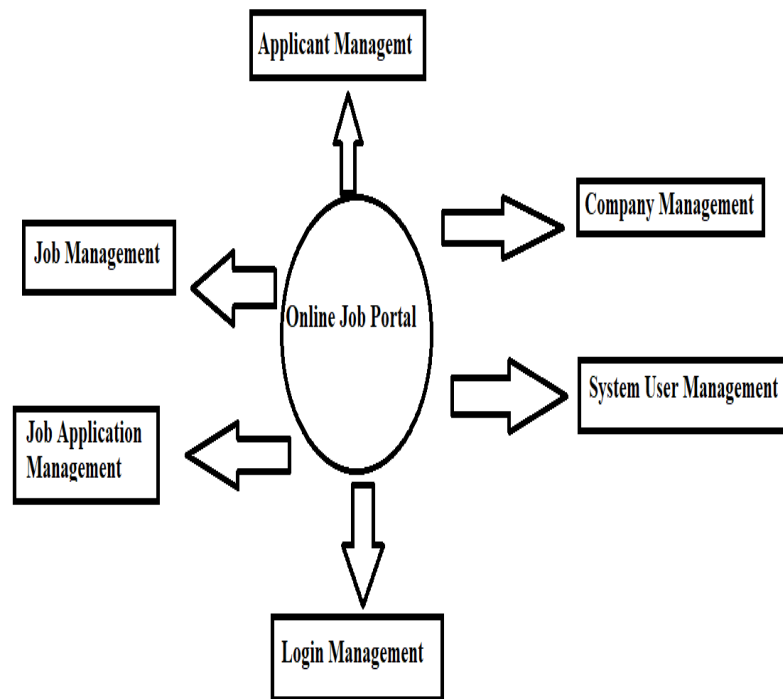 Applicant Managemt
Company Management
Job Management
Online Job Portal
System User Management
Job Application
Management
Login Management